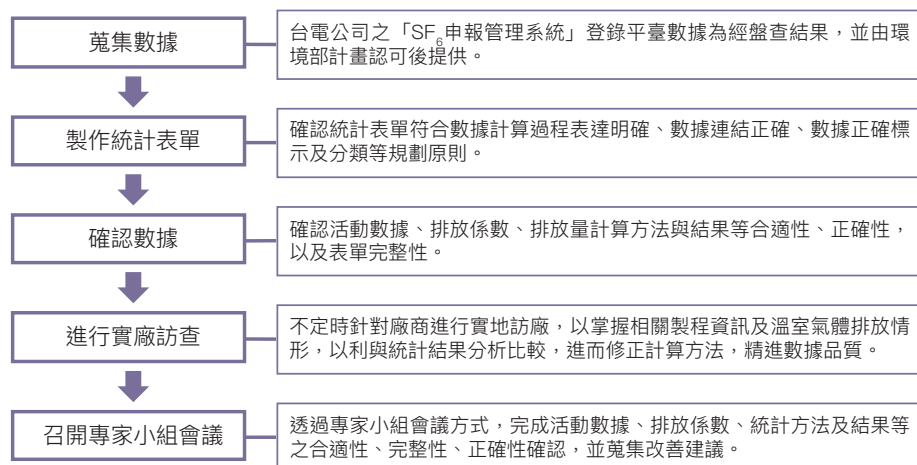 蒐集數據
台電公司之「SF₆申報管理系統」登錄平臺數據為經盤查結果，並由環
境部計畫認可後提供。
製作統計表單
確認統計表單符合數據計算過程表達明確、數據連結正確、數據正確標
示及分類等規劃原則。
確認數據
確認活動數據、排放係數、排放量計算方法與結果等合適性、正確性，
以及表單完整性。
進行實廠訪查
不定時針對廠商進行實地訪廠，以掌握相關製程資訊及溫室氣體排放情
形，以利與統計結果分析比較，進而修正計算方法，精進數據品質。
召開專家小組會議
透過專家小組會議方式，完成活動數據、排放係數、統計方法及結果等
之合適性、完整性、正確性確認，並蒐集改善建議。